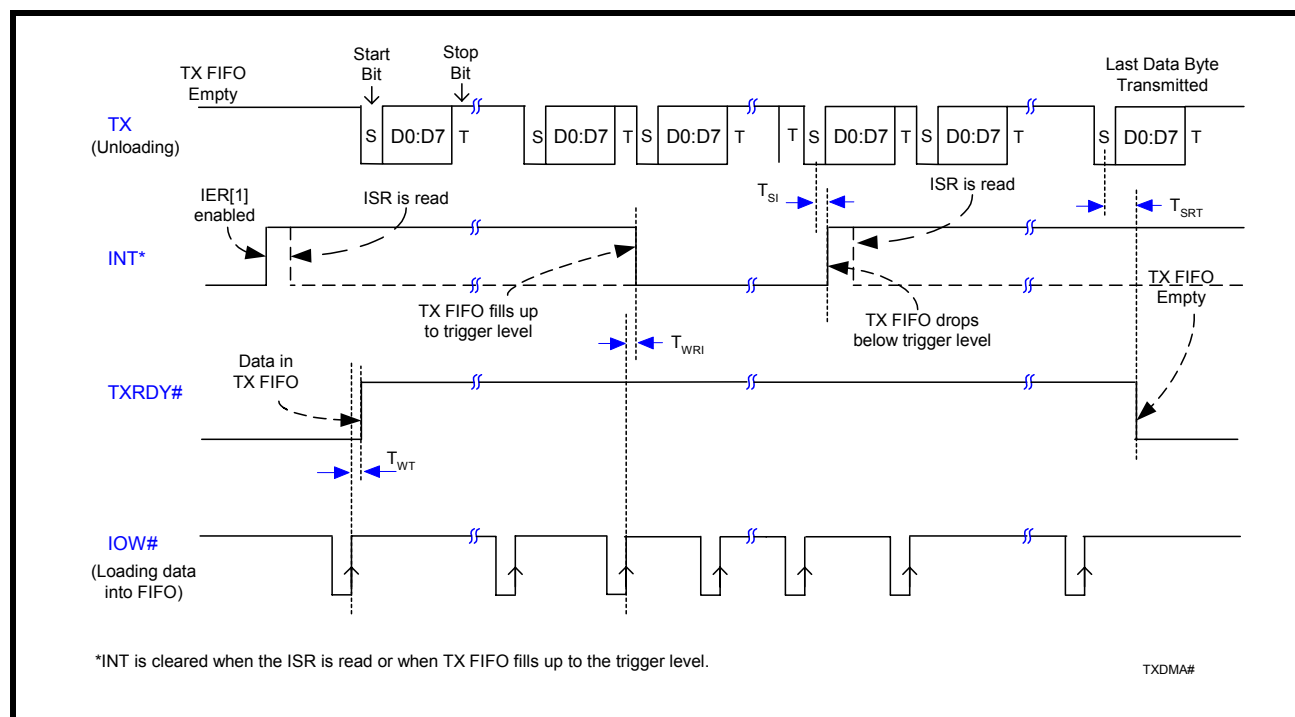 Start
Bit
Stop
Bit
TX FIFO
Empty
Last Data Byte
Transmitted
TX
(Unloading)
S D0:D7 T S D0:D7 T S D0:D7 T T S D0:D7 T S D0:D7 T S D0:D7 T
IER[1]
enabled
ISR is read
TSI
ISR is read
TSRT
INT*
TX FIFO fills up
to trigger level
TX FIFO drops
below trigger level
TX FIFO
Empty
TWRI
Data in
TX FIFO
TXRDY#
TWT
IOW#
(Loading data
into FIFO)
*INT is cleared when the ISR is read or when TX FIFO fills up to the trigger level.
TXDMA#